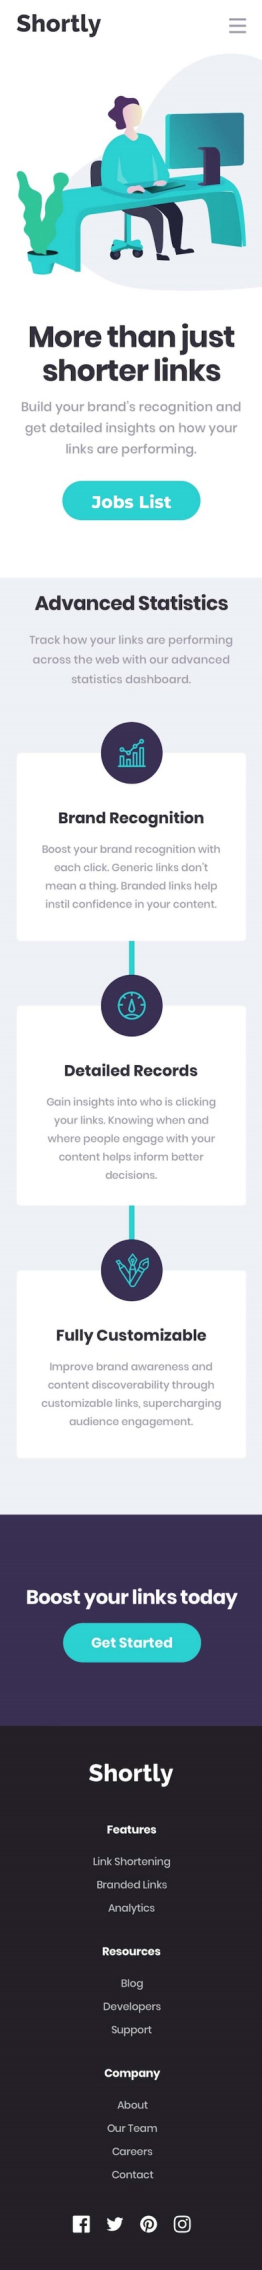 Shortly
More than just
shorter links
Build your brand's recognition and
get detailed insights on how your
links are performing.
Jobs List
Advanced Statistics
Track how your links are performing
across the web with our advanced
statistics dashboard.
Brand Recognition
Boost your brand recognition with
each click. Generic links don't
mean a thing. Branded links help
instil confidence in your content.
Detailed Records
Gain insights into who is clicking
your links. Knowing when and
where people engage with your
content helps inform better
decisions.
Fully Customizable
Improve brand awareness and
content discoverability through
customizable links, supercharging
audience engagement.
Boost your links today
Get Started
Shortly
Features
Link Shortening
Branded Links
Analytics
Resources
Blog
Developers
Support
Company
About
Our Team
Careers
Contact